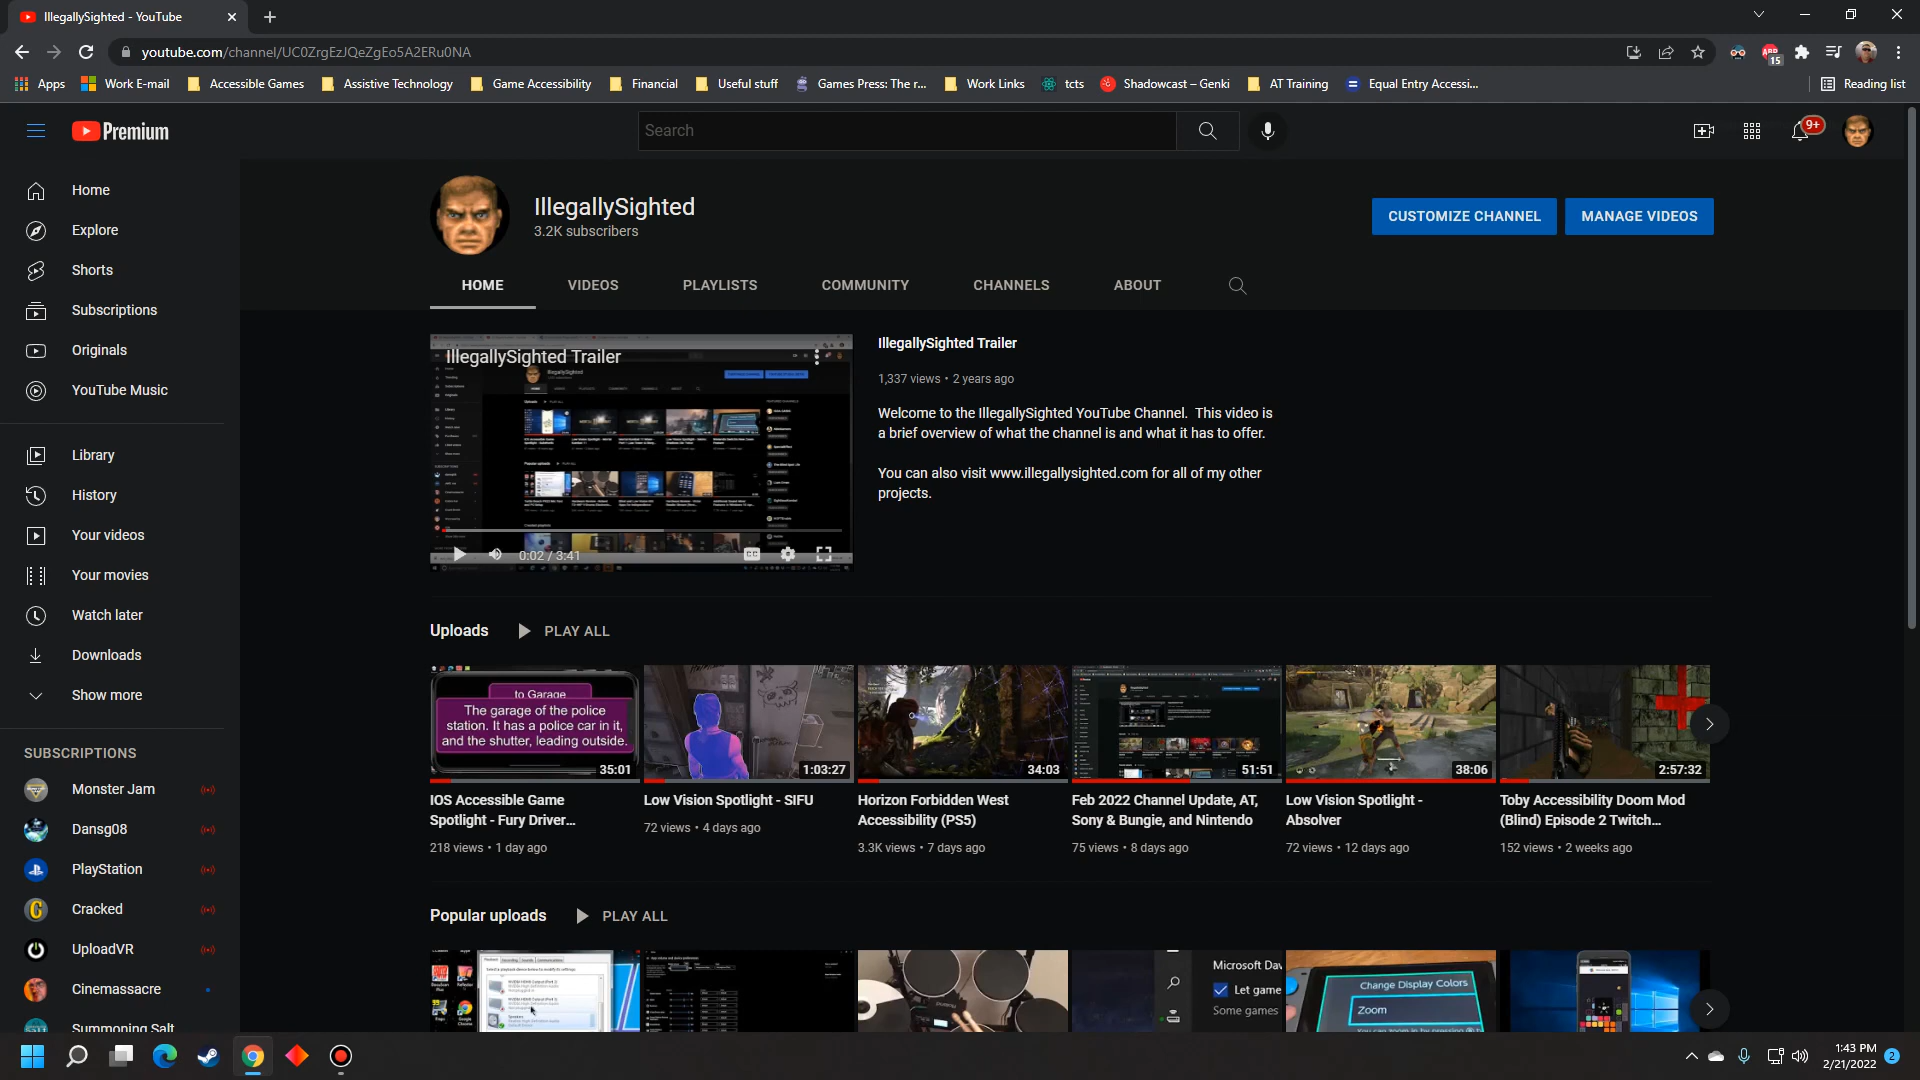 IllegallySighted - YouTube
youtube.com/channel/UC0ZrgEzJQeZgEo5A2ERu0NA
ABP
15
Apps
Work E-mail
Accessible Games
Assistive Technology
Game Accessibility
Financial
Useful stuff
Games Press: The r...
Work Links
tcts
Shadowcast – Genki
AT Training
Equal Entry Accessi...
Reading list
Premium
Search
9+
Home
Explore
Shorts
Subscriptions
Originals
YouTube Music
Library
History
Your videos
Your movies
Watch later
Downloads
Show more
SUBSCRIPTIONS
Monster Jam
Dansg08
PlayStation
Cracked
UploadVR
Cinemassacre
Summoning Salt
IllegallySighted
3.2K subscribers
CUSTOMIZE CHANNEL
MANAGE VIDEOS
HOME
VIDEOS
PLAYLISTS
COMMUNITY
CHANNELS
ABOUT
IllegallySighted Trailer
0:02 / 3:41
CC
IllegallySighted Trailer
1,337 views • 2 years ago
Welcome to the IllegallySighted YouTube Channel. This video is
a brief overview of what the channel is and what it has to offer.
You can also visit www.illegallysighted.com for all of my other
projects.
Uploads
PLAY ALL
to Garage
The garage of the police
station. It has a police car in it,
and the shutter, leading outside.
35:01
1:03:27
34:03
51:51
38:06
2:57:32
IOS Accessible Game
Spotlight - Fury Driver...
218 views • 1 day ago
Low Vision Spotlight - SIFU
72 views • 4 days ago
Horizon Forbidden West
Accessibility (PS5)
3.3K views • 7 days ago
Feb 2022 Channel Update, AT,
Sony & Bungie, and Nintendo
75 views • 8 days ago
Low Vision Spotlight -
Absolver
72 views • 12 days ago
Toby Accessibility Doom Mod
(Blind) Episode 2 Twitch...
152 views • 2 weeks ago
Popular uploads
PLAY ALL
Microsoft Dav
Let game
Some games
Change Display Colors
Zoom
1:43 PM
2/21/2022
2